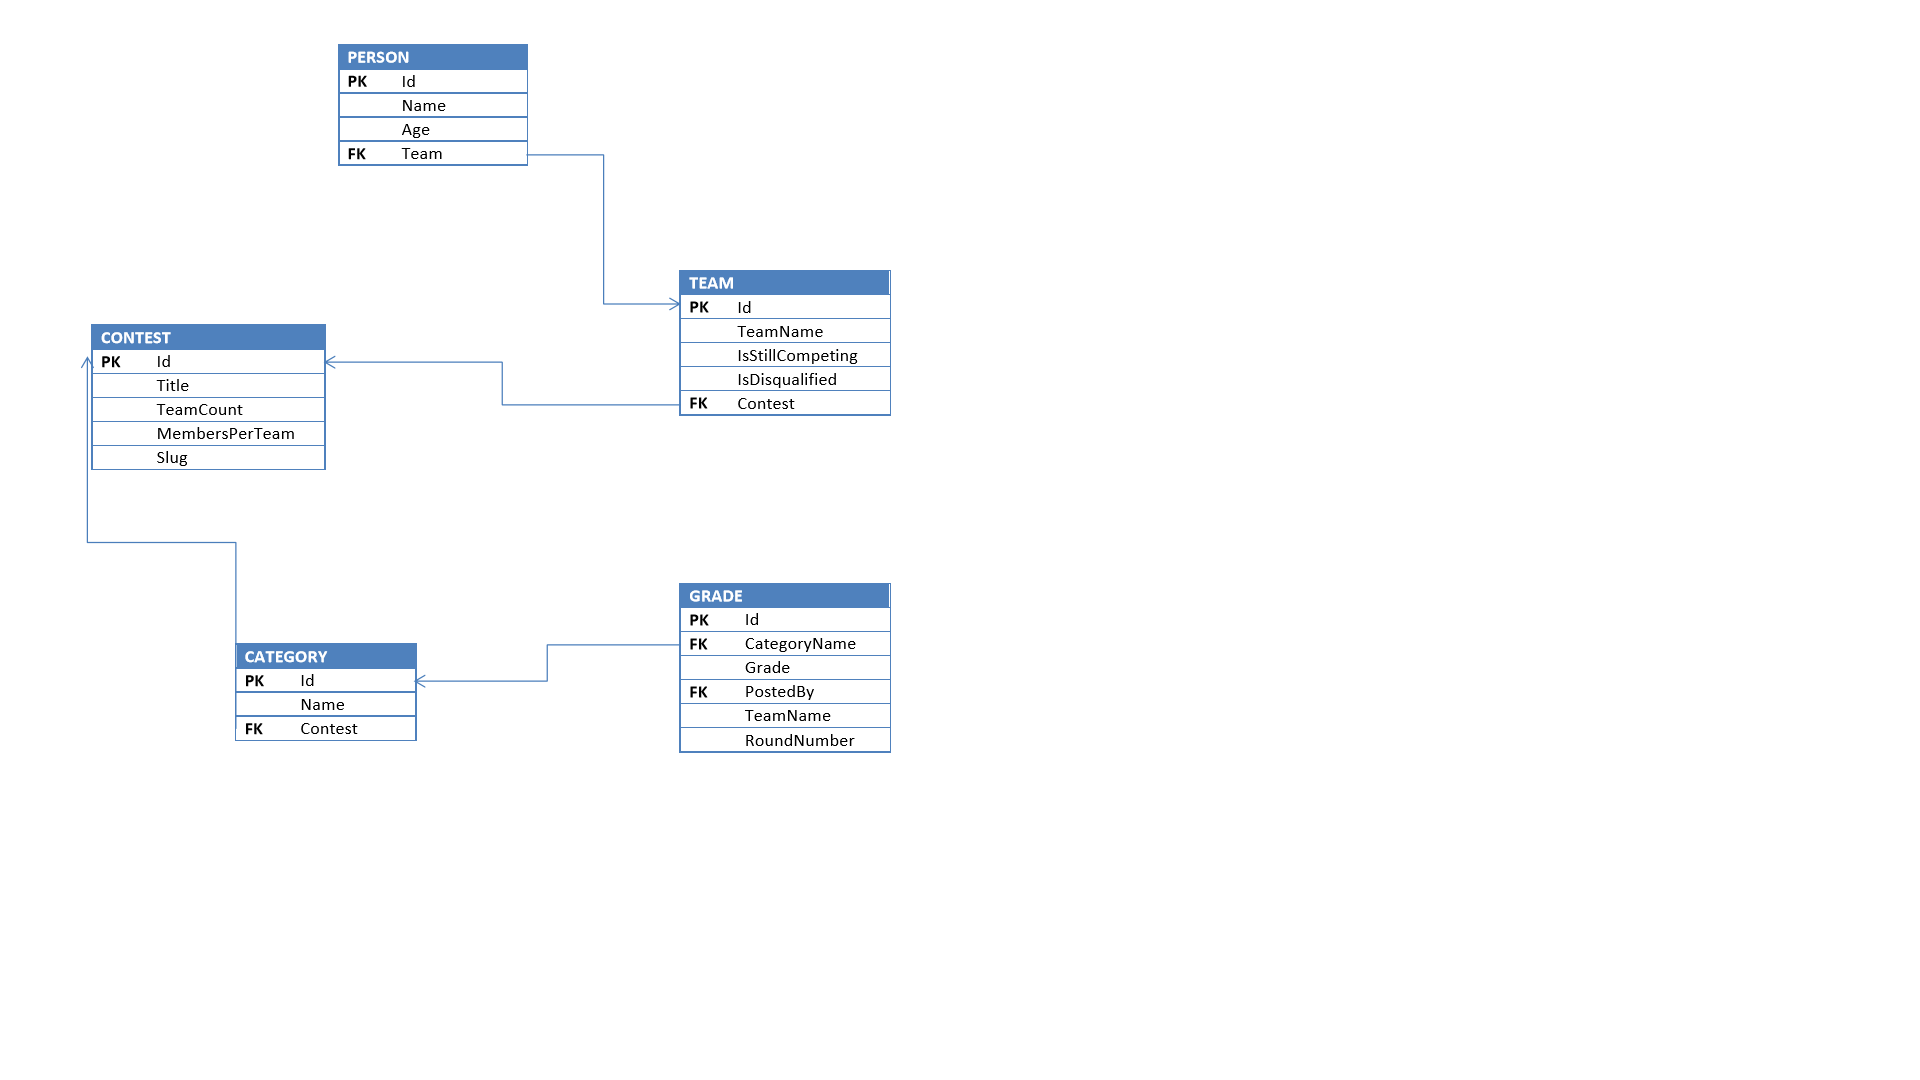 PERSON
PK Id
Name
Age
FK Team
TEAM
PK Id
TeamName
IsStillCompeting
IsDisqualified
FK Contest
CONTEST
PK Id
Title
TeamCount
MembersPerTeam
Slug
GRADE
PK Id
FK CategoryName
Grade
FK PostedBy
TeamName
RoundNumber
CATEGORY
PK Id
Name
FK Contest